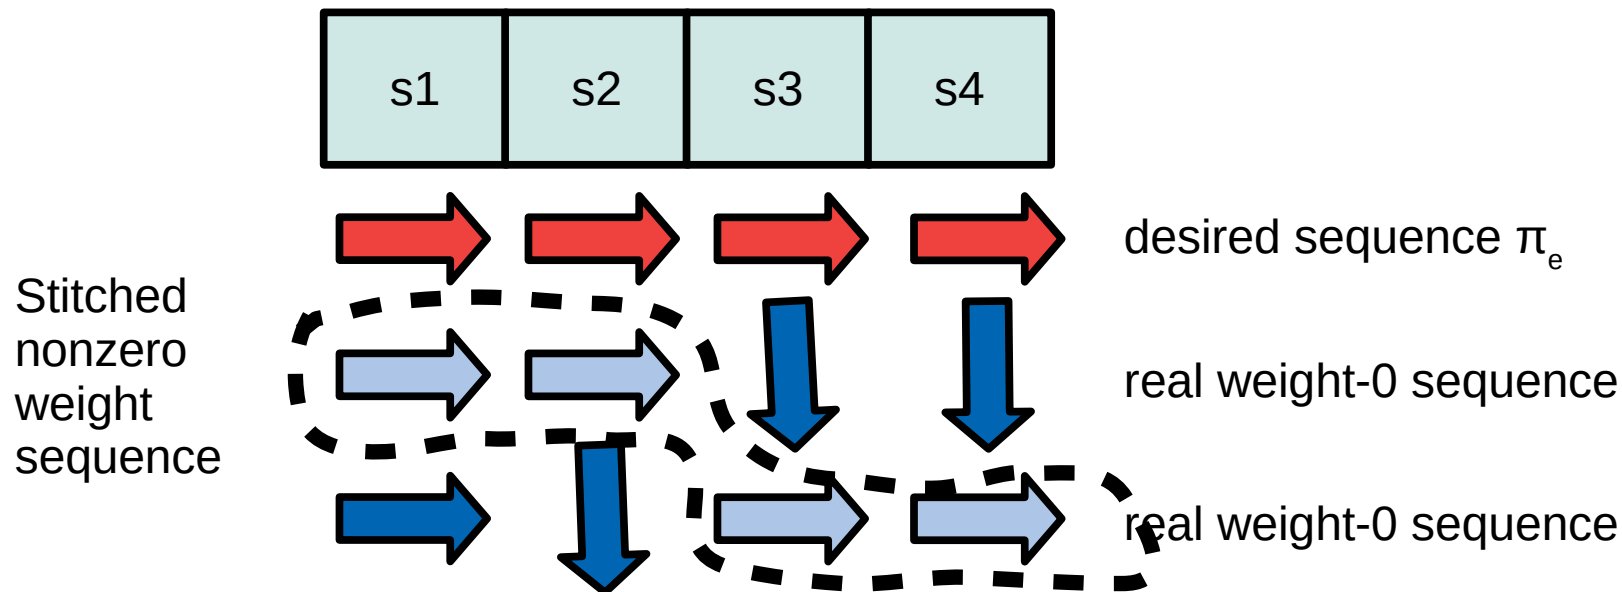 s1 s2 s3 s4
desired sequence πe
Stitched
nonzero
weight
sequence
real weight-0 sequence
real weight-0 sequence